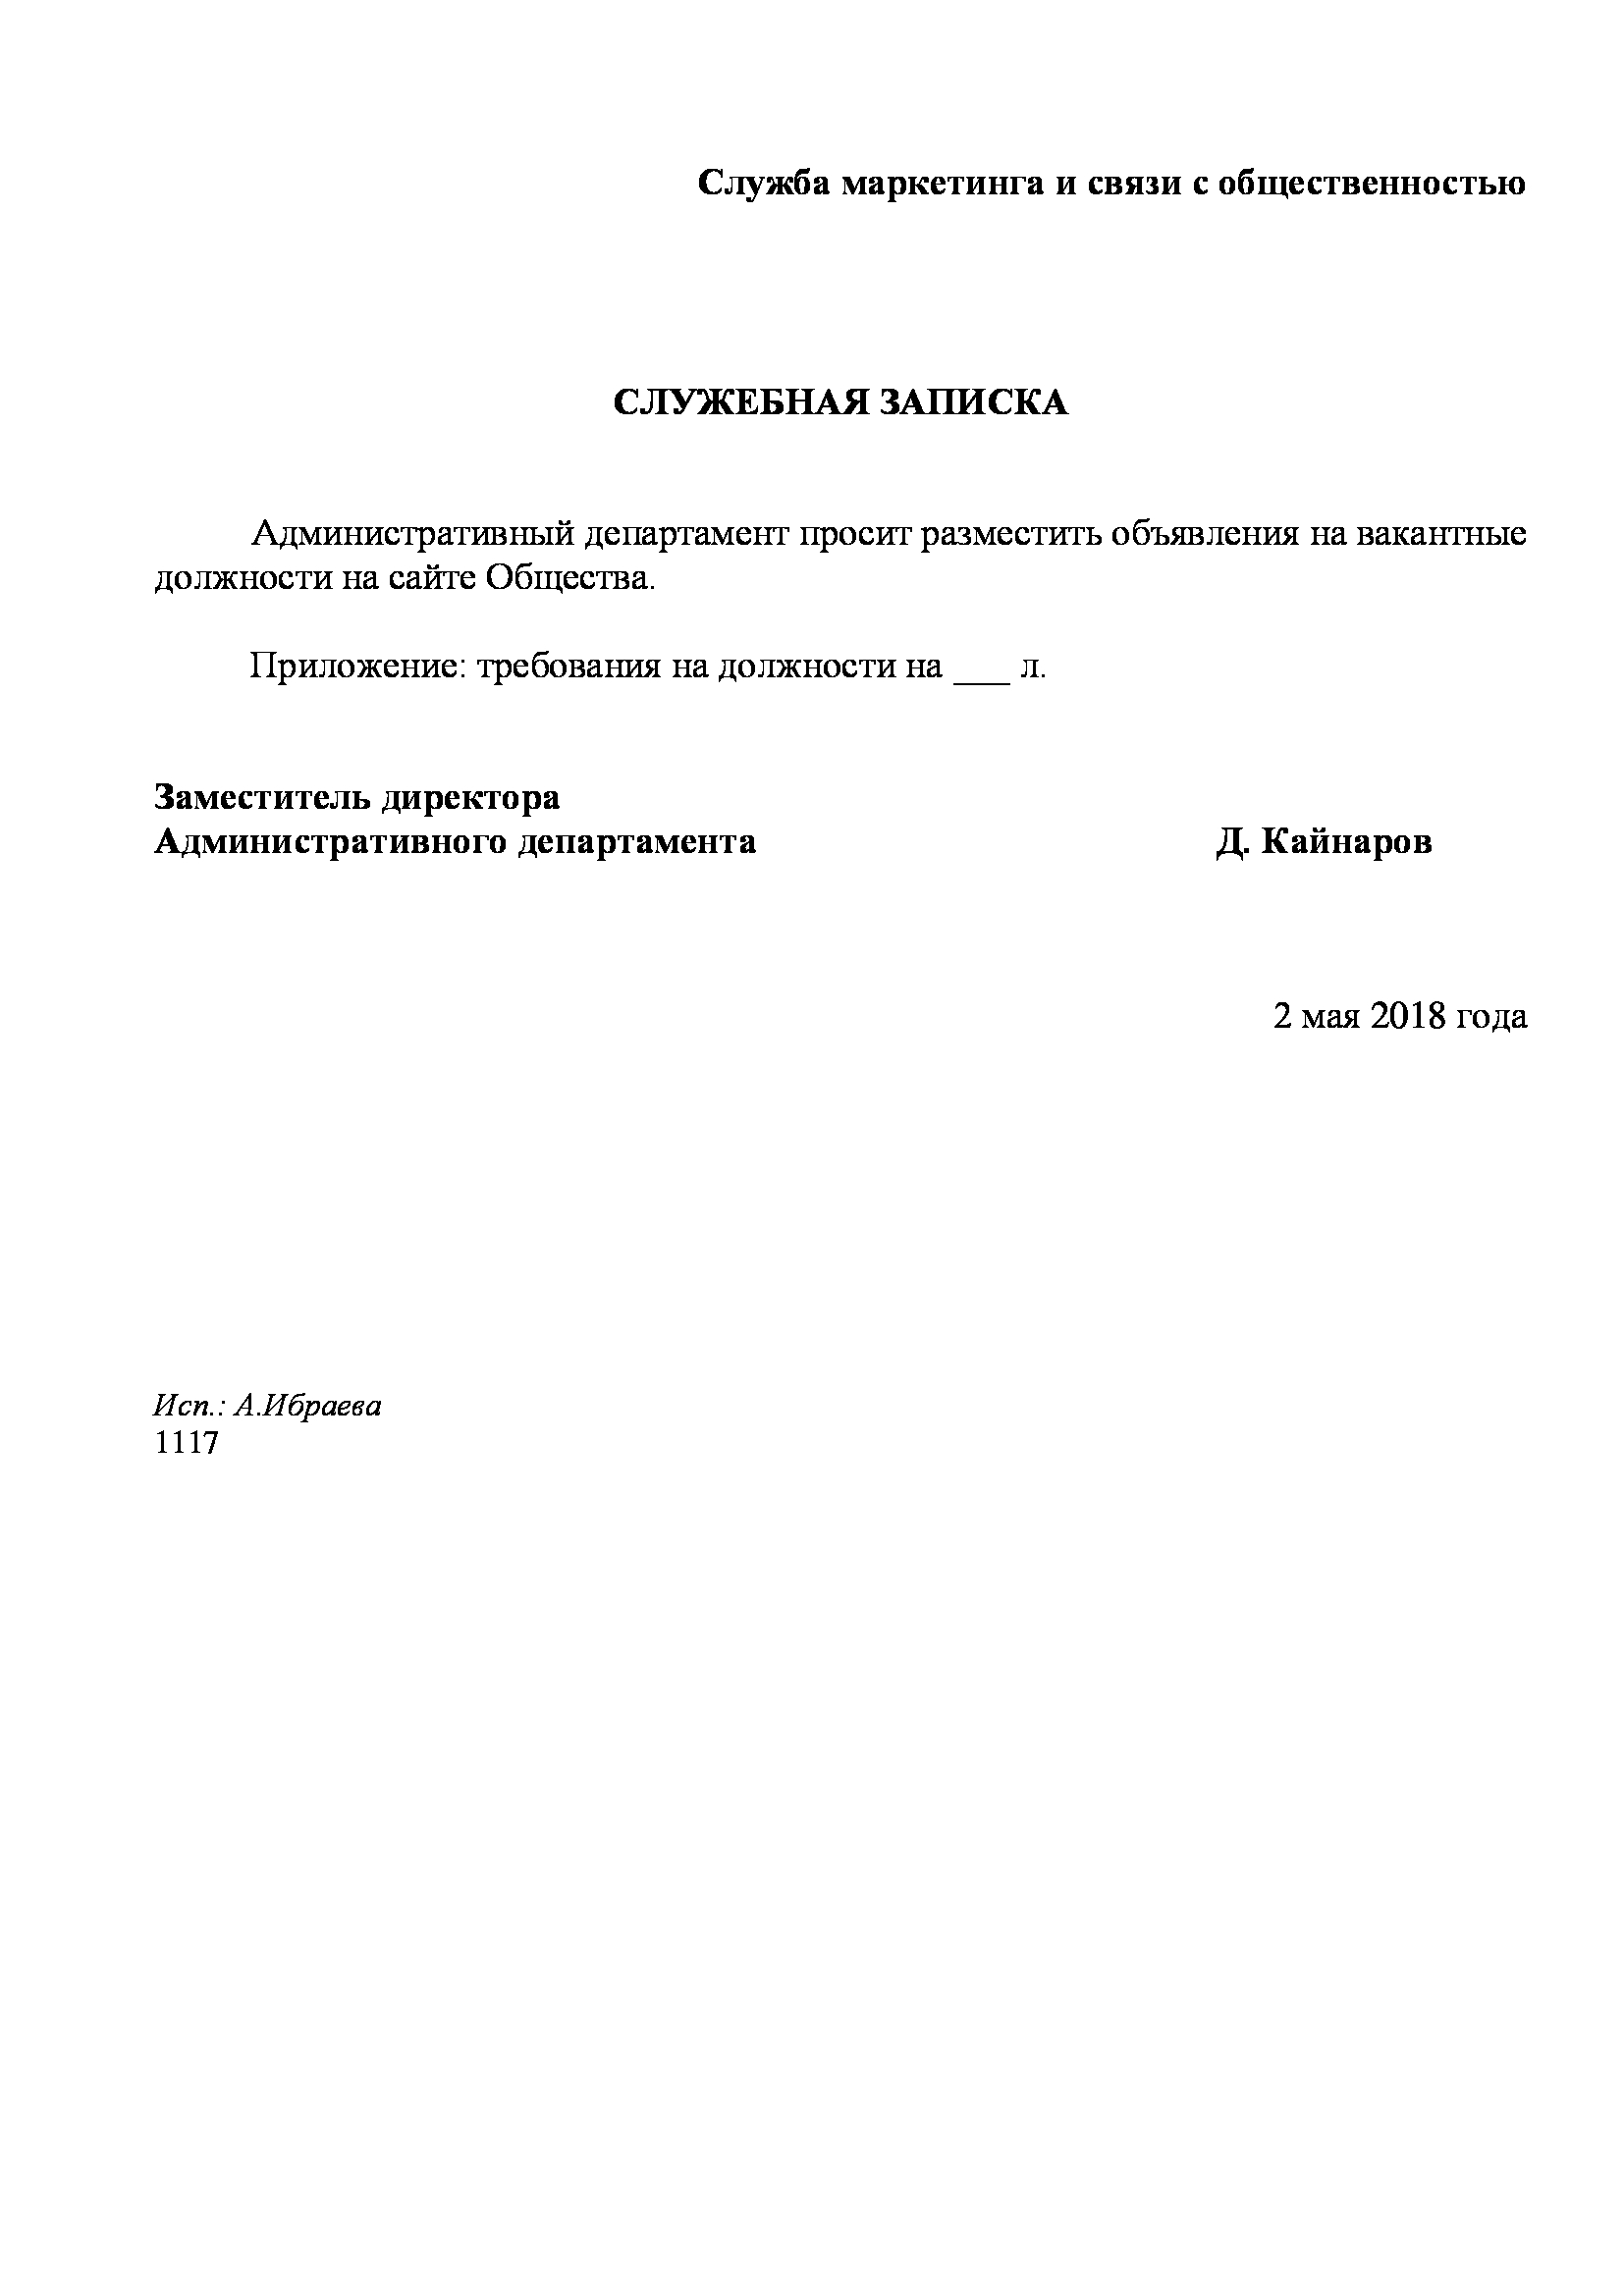 Служба маркетинга и связи с общественностью
СЛУЖЕБНАЯ ЗАПИСКА
Административный департамент просит разместить объявления на вакантные
должности на сайте Общества.
Приложение: требования на должности на ___ л.
Заместитель директора
Административного департамента Д. Кайнаров
2 мая 2018 года
Исп.: А.Ибраева
1117